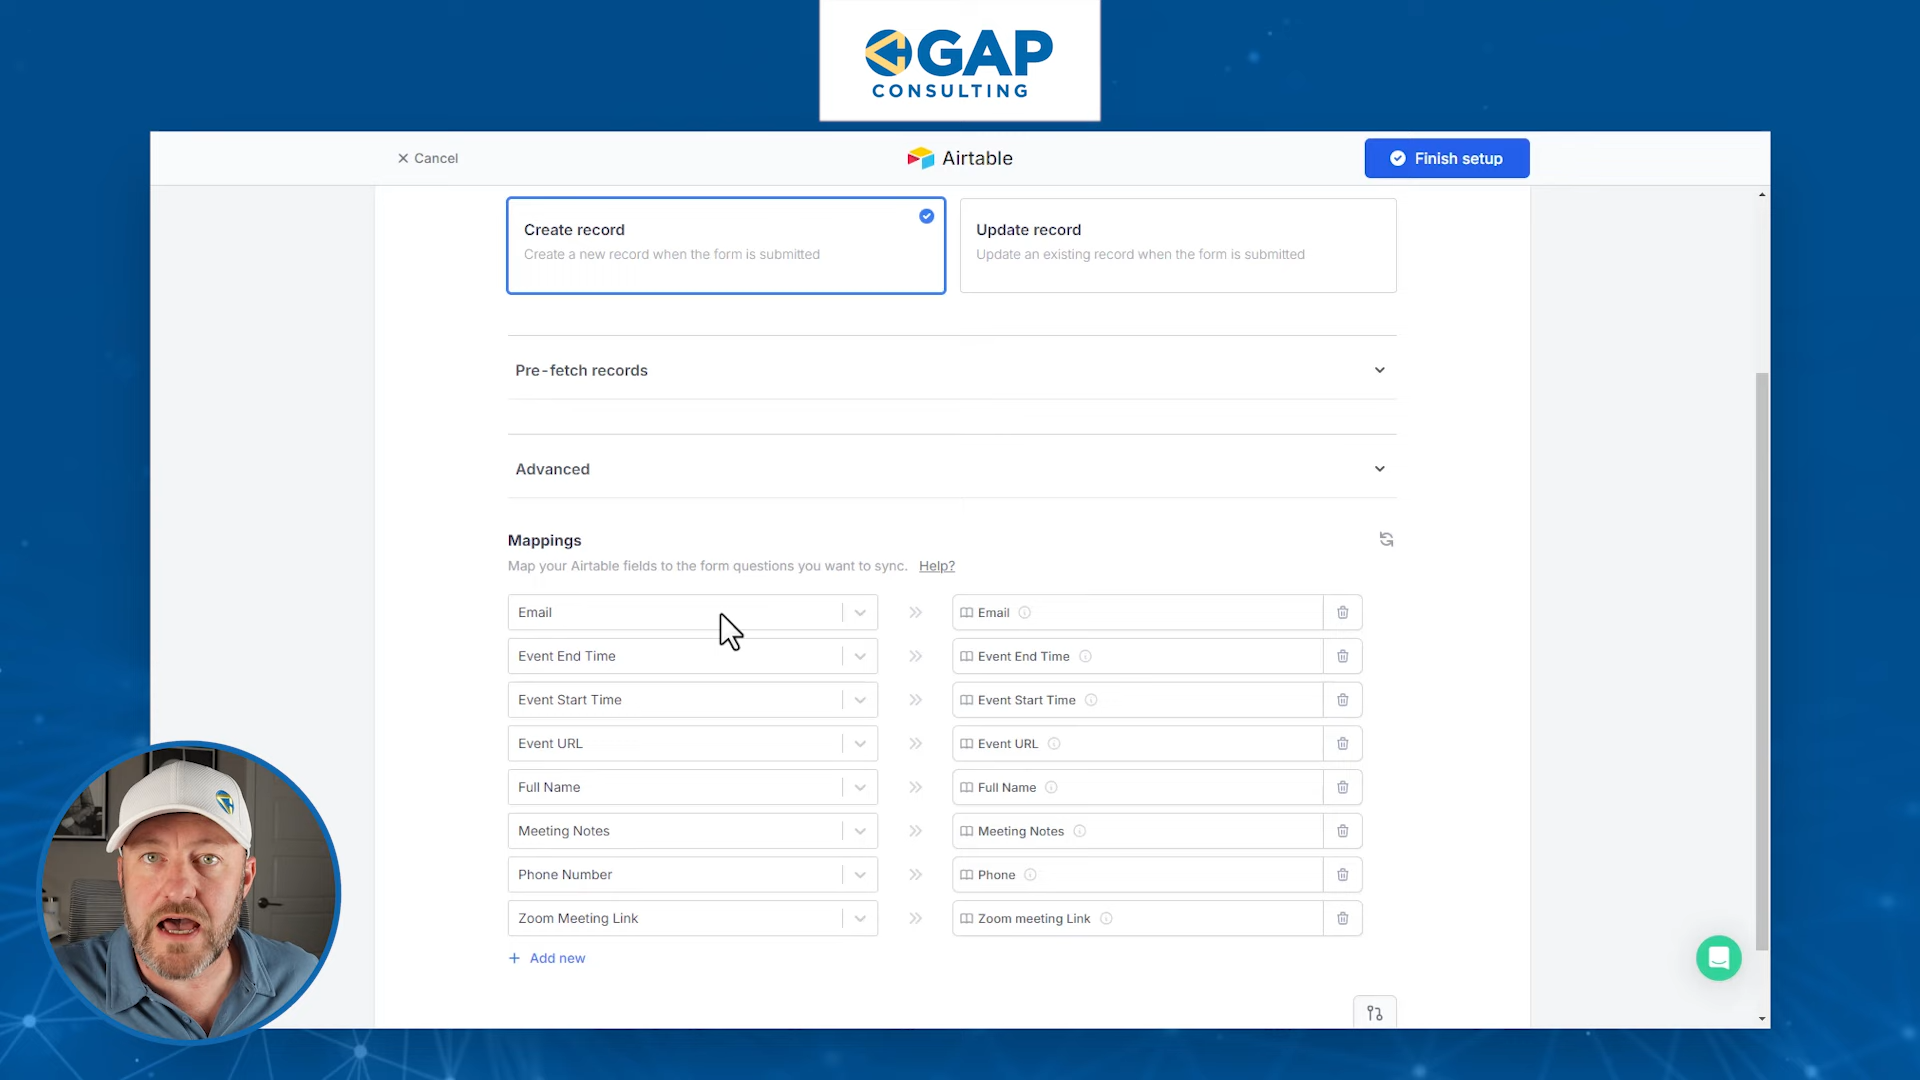 GAP
CONSULTING
Cancel
Airtable
Finish setup
Create record
Create a new record when the form is submitted
Update record
Update an existing record when the form is submitted
Pre-fetch records
Advanced
Mappings
Map your Airtable fields to the form questions you want to sync. Help?
Email
Email
Event End Time
Event End Time
Event Start Time
Event Start Time
Event URL
Event URL
Full Name
Full Name
Meeting Notes
Meeting Notes
Phone Number
Phone
Zoom Meeting Link
Zoom meeting Link
+ Add new